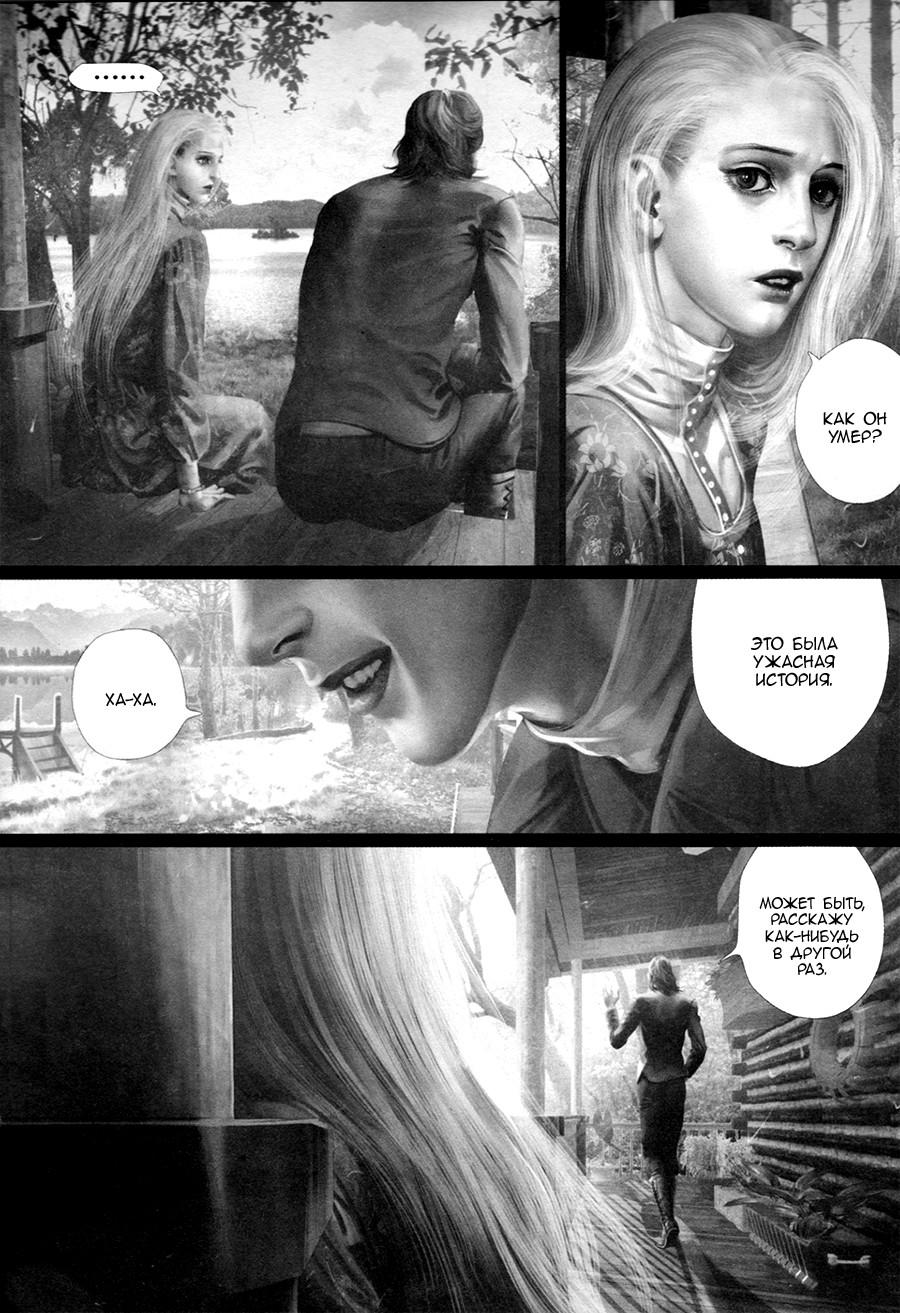 ......
КАК ОН
УМЕР?
ЭТО БЫЛА
УЖАСНАЯ
ИСТОРИЯ.
ХА-ХА.
МОЖЕТ БЫТЬ,
РАССКАЖУ
КАК-НИБУДЬ
В ДРУГОЙ
РАЗ.